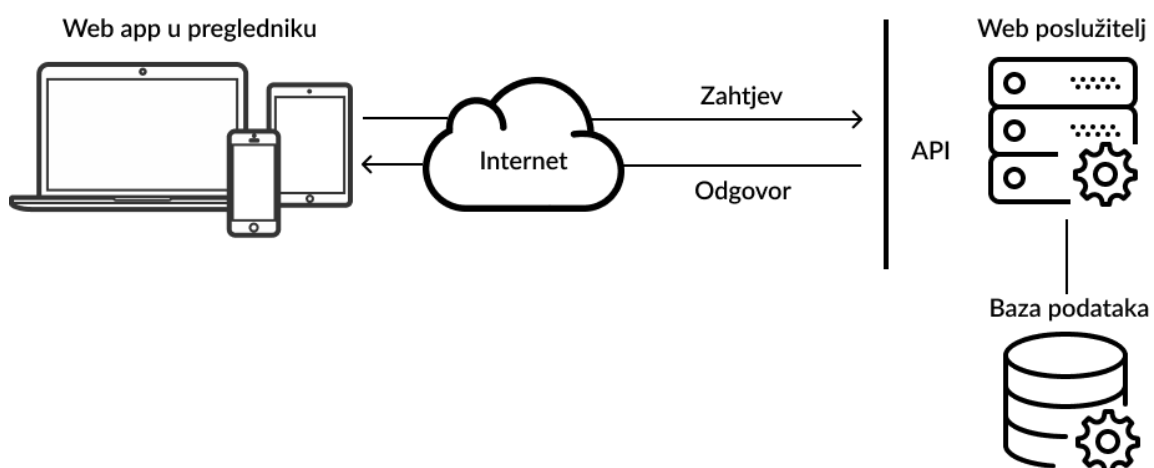 Web app u pregledniku
Web poslužitelj
Zahtjev
Internet
API
Odgovor
Baza podataka